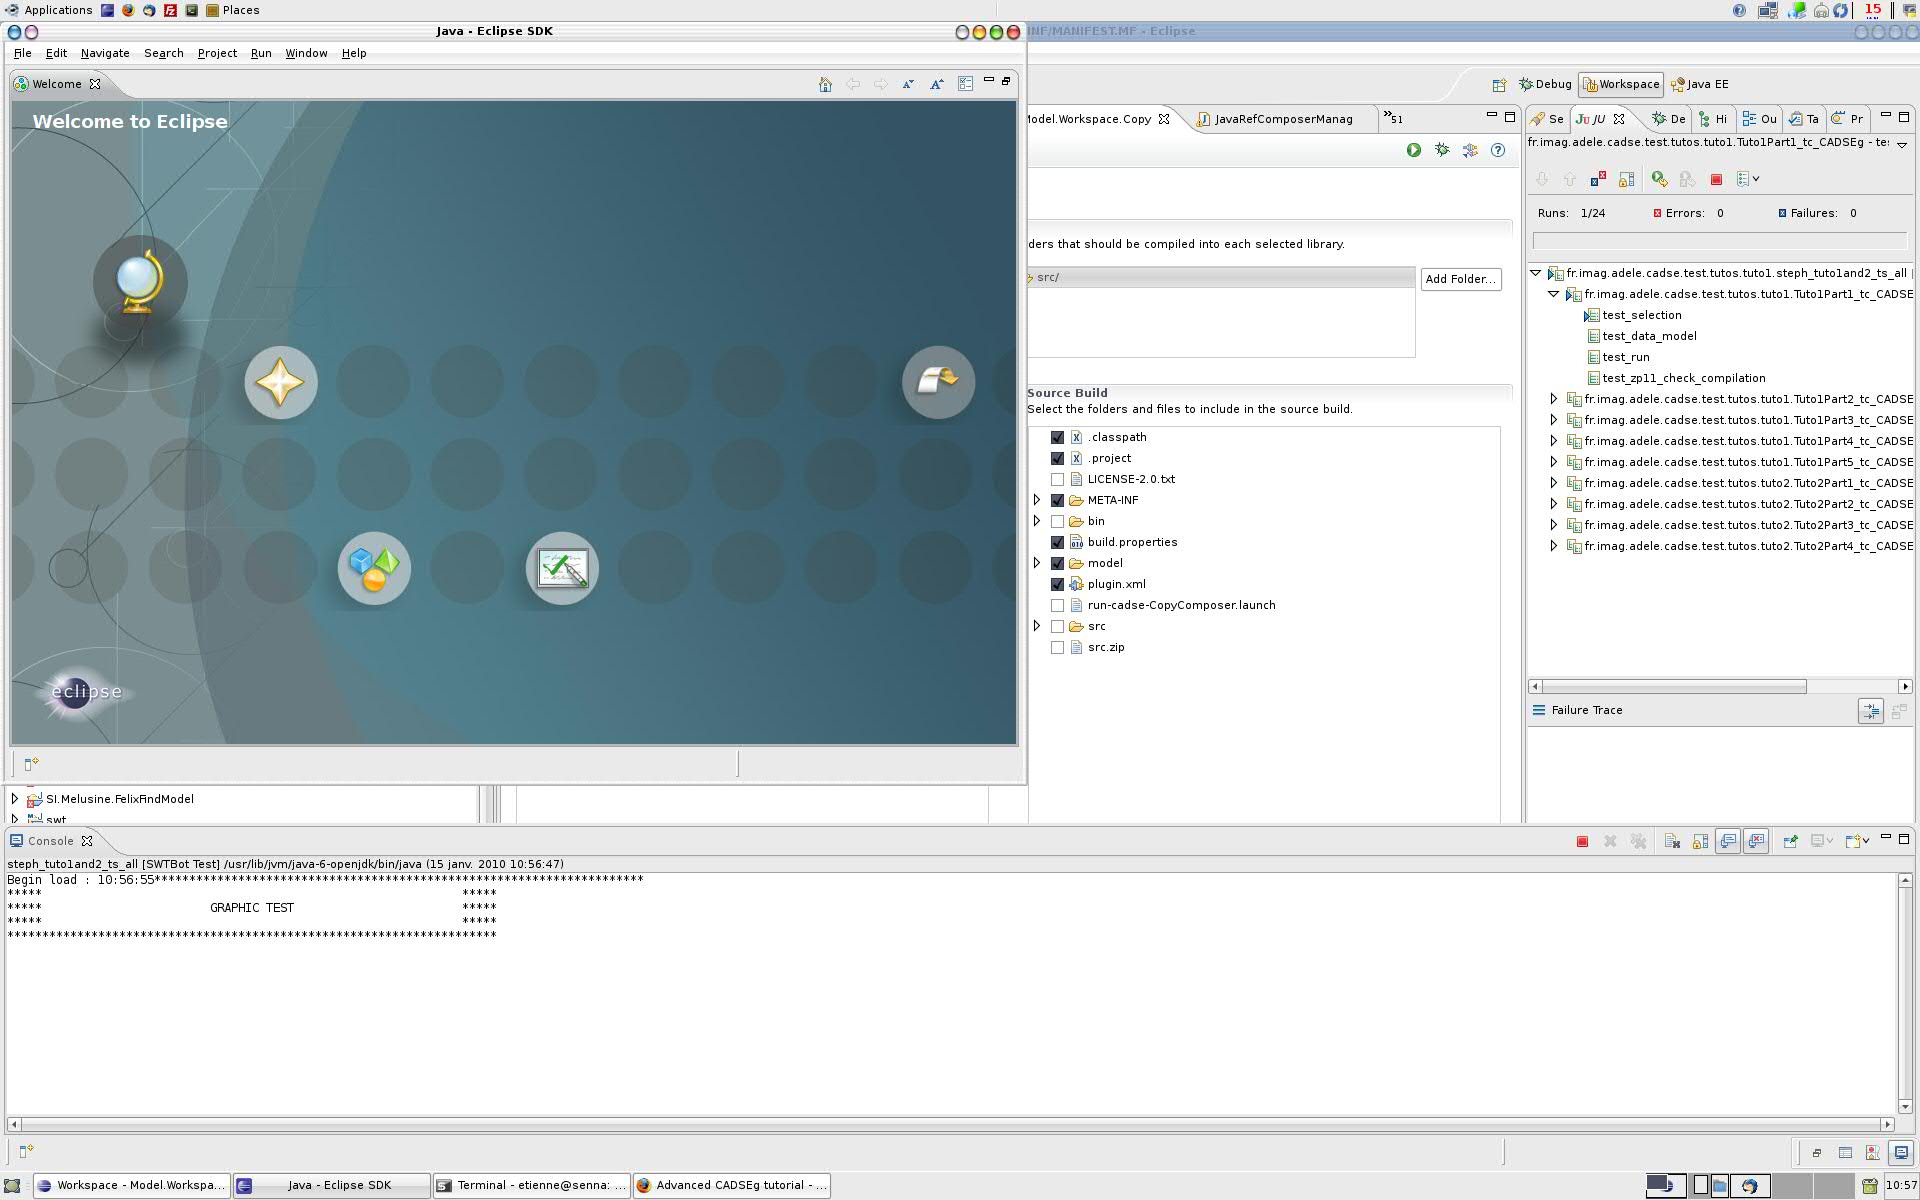 Applications Places 15
Java - Eclipse SDK
INF/MANIFEST.MF - Eclipse
File Edit Navigate Search Project Run Window Help
Welcome
Debug Workspace Java EE
Welcome to Eclipse
Model.Workspace.Copy JavaRefComposerManag 51
Se JU De Hi Ou Ta Pr
fr.imag.adele.cadse.test.tutos.tuto1.Tuto1Part1_tc_CADSEg - te
Runs: 1/24 Errors: 0 Failures: 0
ders that should be compiled into each selected library.
src/
Add Folder...
fr.imag.adele.cadse.test.tutos.tuto1.steph_tuto1and2_ts_all
fr.imag.adele.cadse.test.tutos.tuto1.Tuto1Part1_tc_CADSE
test_selection
test_data_model
test_run
test_zp11_check_compilation
fr.imag.adele.cadse.test.tutos.tuto1.Tuto1Part2_tc_CADSE
fr.imag.adele.cadse.test.tutos.tuto1.Tuto1Part3_tc_CADSE
fr.imag.adele.cadse.test.tutos.tuto1.Tuto1Part4_tc_CADSE
fr.imag.adele.cadse.test.tutos.tuto1.Tuto1Part5_tc_CADSE
fr.imag.adele.cadse.test.tutos.tuto2.Tuto2Part1_tc_CADSE
fr.imag.adele.cadse.test.tutos.tuto2.Tuto2Part2_tc_CADSE
fr.imag.adele.cadse.test.tutos.tuto2.Tuto2Part3_tc_CADSE
fr.imag.adele.cadse.test.tutos.tuto2.Tuto2Part4_tc_CADSE
Source Build
Select the folders and files to include in the source build.
.classpath
.project
LICENSE-2.0.txt
META-INF
bin
build.properties
model
plugin.xml
run-cadse-CopyComposer.launch
src
src.zip
eclipse
Failure Trace
SI.Melusine.FelixFindModel
swt
Console
steph_tuto1and2_ts_all [SWTBot Test] /usr/lib/jvm/java-6-openjdk/bin/java (15 janv. 2010 10:56:47)
Begin load : 10:56:55**********************************************************************
***** *****
***** GRAPHIC TEST *****
***** *****
**********************************************************************
Workspace - Model.Workspa... Java - Eclipse SDK Terminal - etienne@senna: ... Advanced CADSEg tutorial - ... 10:57